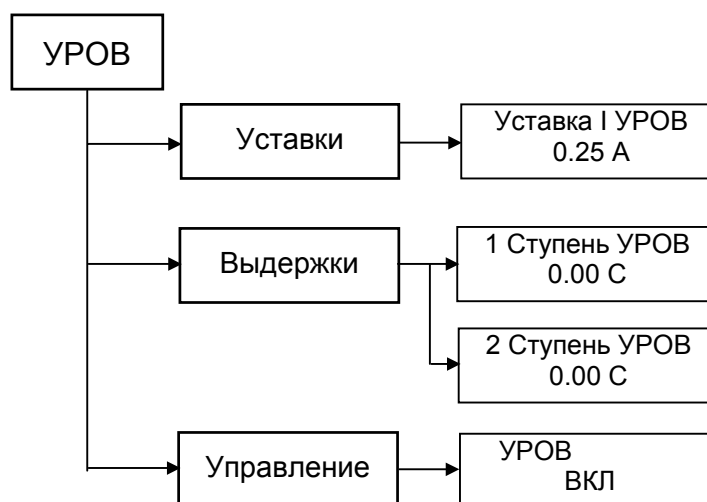 УРОВ
Уставки
Уставка I УРОВ
0.25 А
Выдержки
1 Ступень УРОВ
0.00 С
2 Ступень УРОВ
0.00 С
Управление
УРОВ
ВКЛ